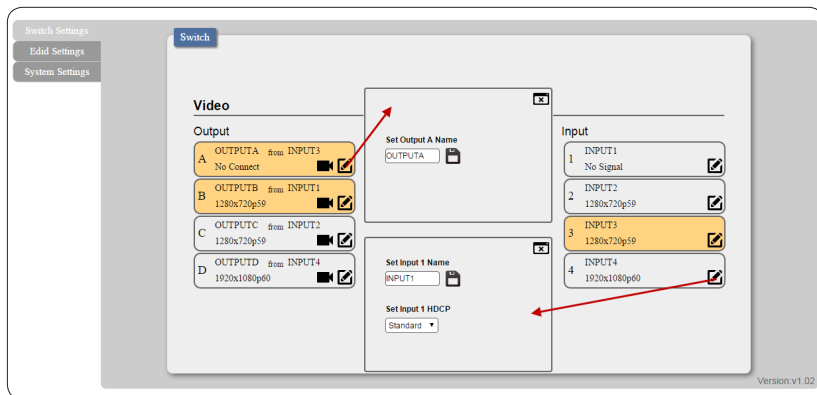 Switch Settings
Edid Settings
System Settings
Switch
Video
Output
A OUTPUTA from INPUT3
No Connect
B OUTPUTB from INPUT1
1280x720p59
C OUTPUTC from INPUT2
1280x720p59
D OUTPUTD from INPUT4
1920x1080p60
Set Output A Name
OUTPUTA
Set Input 1 Name
INPUT1
Set Input 1 HDCP
Standard
Input
1 INPUT1
No Signal
2 INPUT2
1280x720p59
3 INPUT3
1280x720p59
4 INPUT4
1920x1080p60
Version:v1.02